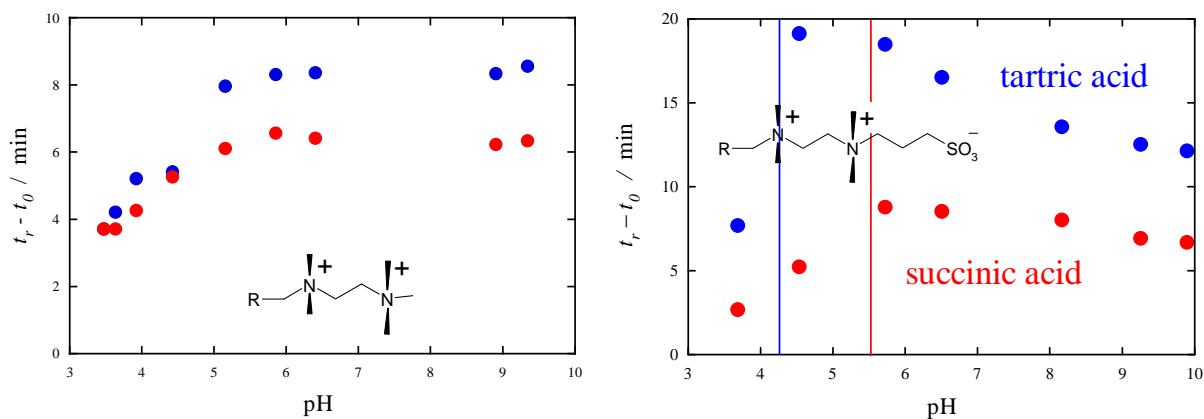 10
8
6
4
2
0
t_r - t_0 / min
3 4 5 6 7 8 9 10
pH
R N + N +
20
15
10
5
0
t_r – t_0 / min
tartric acid
R N + N + SO3 −
succinic acid
3 4 5 6 7 8 9 10
pH